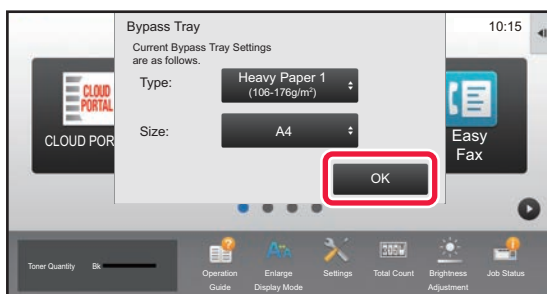 Bypass Tray
10:15
Current Bypass Tray Settings
are as follows.
Type:
Heavy Paper 1
(106-176g/m²)
Size:
A4
OK
CLOUD
PORTAL
CLOUD POR
Easy
Fax
Toner Quantity
Bk
Operation
Guide
Enlarge
Display Mode
Settings
Total Count
Brightness
Adjustment
Job Status